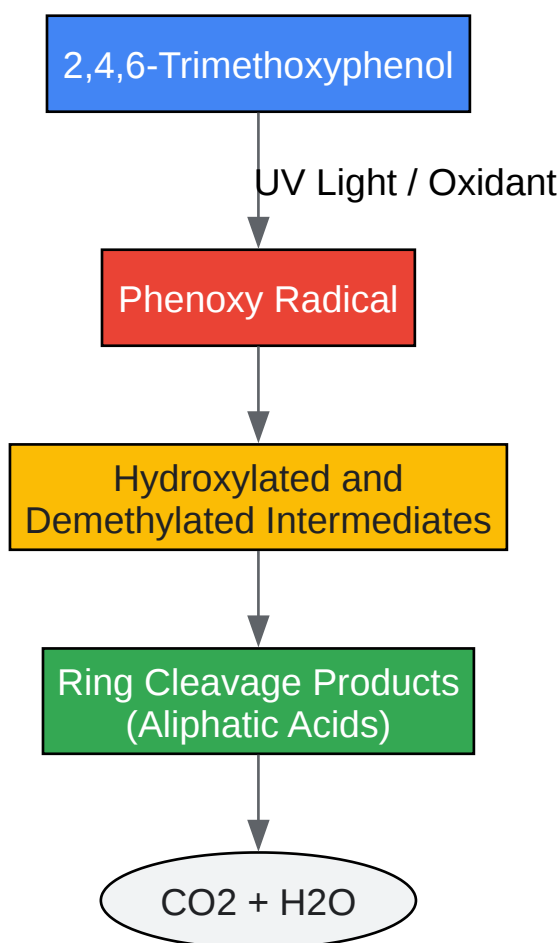 2,4,6-Trimethoxyphenol
UV Light / Oxidant
Phenoxy Radical
Hydroxylated and
Demethylated Intermediates
Ring Cleavage Products
(Aliphatic Acids)
CO2 + H2O